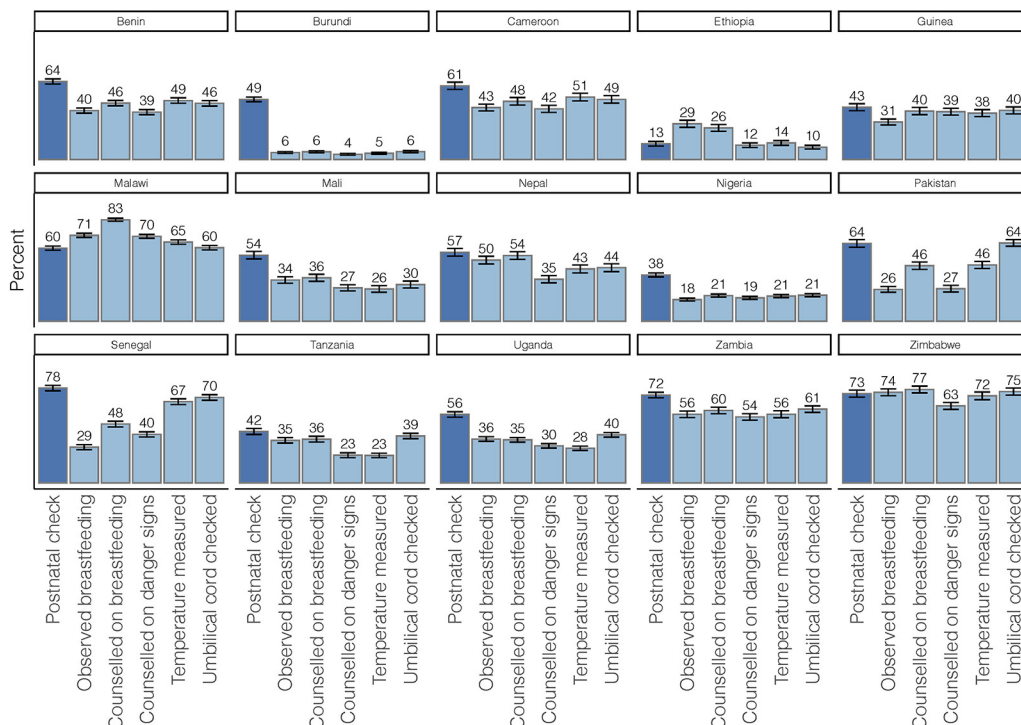 Benin
Burundi
Cameroon
Ethiopia
Guinea
64 40 46 39 49 46
49 6 6 4 5 6
61 43 48 42 51 49
13 29 26 12 14 10
43 31 40 39 38 40
Malawi
Mali
Nepal
Nigeria
Pakistan
60 71 83 70 65 60
54 34 36 27 26 30
57 50 54 35 43 44
38 18 21 19 21 21
64 26 46 27 46 64
Percent
Senegal
Tanzania
Uganda
Zambia
Zimbabwe
78 29 48 40 67 70
42 35 36 23 23 39
56 36 35 30 28 40
72 56 60 54 56 61
73 74 77 63 72 75
Postnatal check
Observed breastfeeding
Counselled on breastfeeding
Counselled on danger signs
Temperature measured
Umbilical cord checked
Postnatal check
Observed breastfeeding
Counselled on breastfeeding
Counselled on danger signs
Temperature measured
Umbilical cord checked
Postnatal check
Observed breastfeeding
Counselled on breastfeeding
Counselled on danger signs
Temperature measured
Umbilical cord checked
Postnatal check
Observed breastfeeding
Counselled on breastfeeding
Counselled on danger signs
Temperature measured
Umbilical cord checked
Postnatal check
Observed breastfeeding
Counselled on breastfeeding
Counselled on danger signs
Temperature measured
Umbilical cord checked